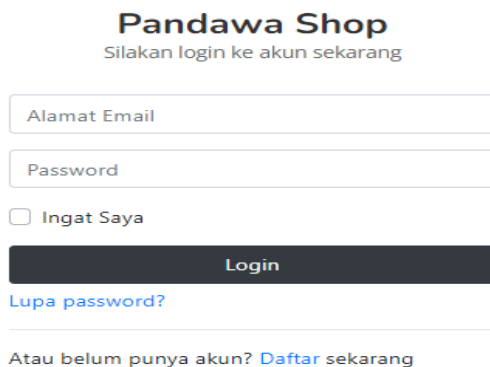 Pandawa Shop
Silakan login ke akun sekarang
Alamat Email
Password
Ingat Saya
Login
Lupa password?
Atau belum punya akun? Daftar sekarang